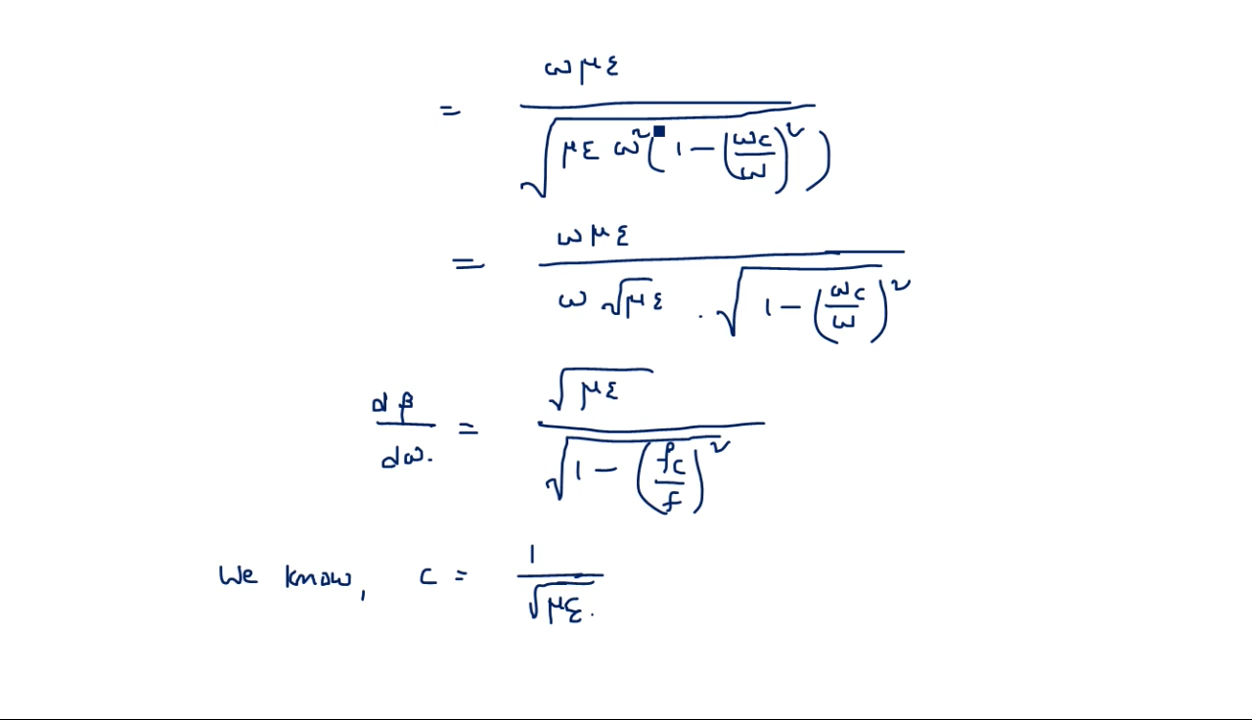 = ωμε / √(με ω²(1 − (ωc/ω)²))
= ωμε / ω√με . √(1 − (ωc/ω)²)
dβ/dω. = √με / √(1 − (fc/f)²)
We know, c = 1/√με.